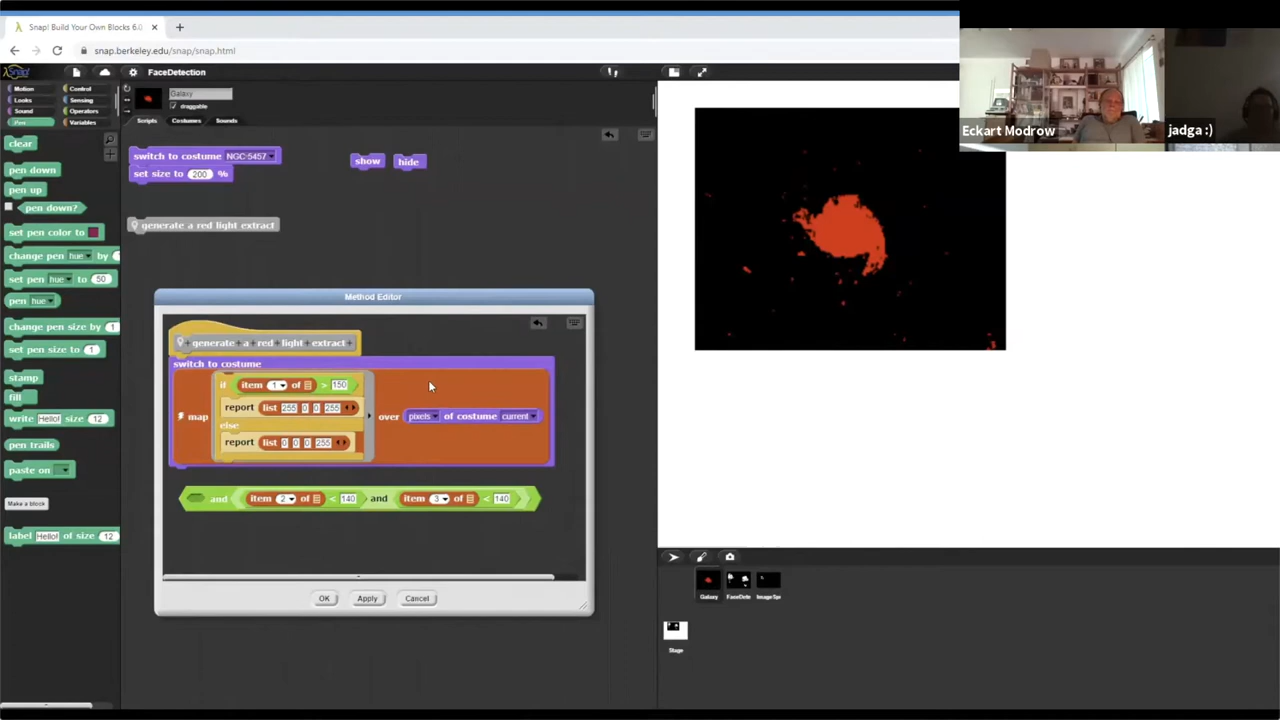 Snap! Build Your Own Blocks 6.0
snap.berkeley.edu/snap/snap.html
Snap!
FaceDetection
Motion
Control
Looks
Sensing
Sound
Operators
Pen
Variables
Galaxy
draggable
Scripts
Costumes
Sounds
clear
pen down
pen up
pen down?
set pen color to
change pen hue by
set pen hue to 50
pen hue
change pen size by 1
set pen size to 1
stamp
fill
write Hello! size 12
pen trails
paste on
Make a block
label Hello! of size 12
switch to costume NGC-5457
set size to 200 %
show
hide
generate a red light extract
Method Editor
+ generate + a + red + light + extract +
switch to costume
map
if item 1 of > 150
report list 255 0 0 255
else
report list 0 0 0 255
over pixels of costume current
and item 2 of < 140 and item 3 of < 140
OK
Apply
Cancel
Eckart Modrow
jadga :)
Galaxy
FaceDete
ImageSpr
Stage